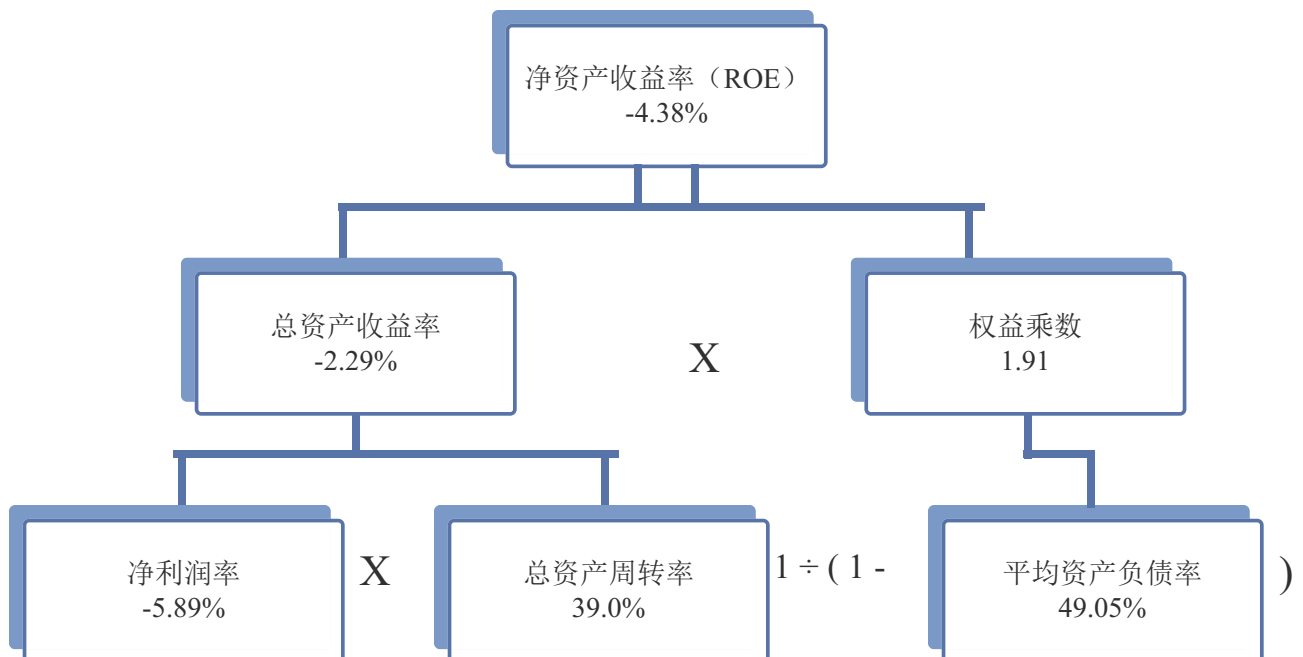 净资产收益率（ROE）
-4.38%
总资产收益率
-2.29%
X
权益乘数
1.91
净利润率
-5.89%
X
总资产周转率
39.0%
1 ÷ ( 1 -
平均资产负债率
49.05%
)